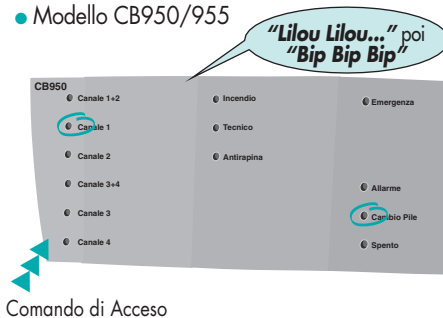 • Modello CB950/955
"Lilou Lilou..." poi
"Bip Bip Bip"
CB950
Canale 1+2
Canale 1
Canale 2
Canale 3+4
Canale 3
Canale 4
Incendio
Tecnico
Antirapina
Emergenza
Allarme
Cambio Pile
Spento
Comando di Acceso